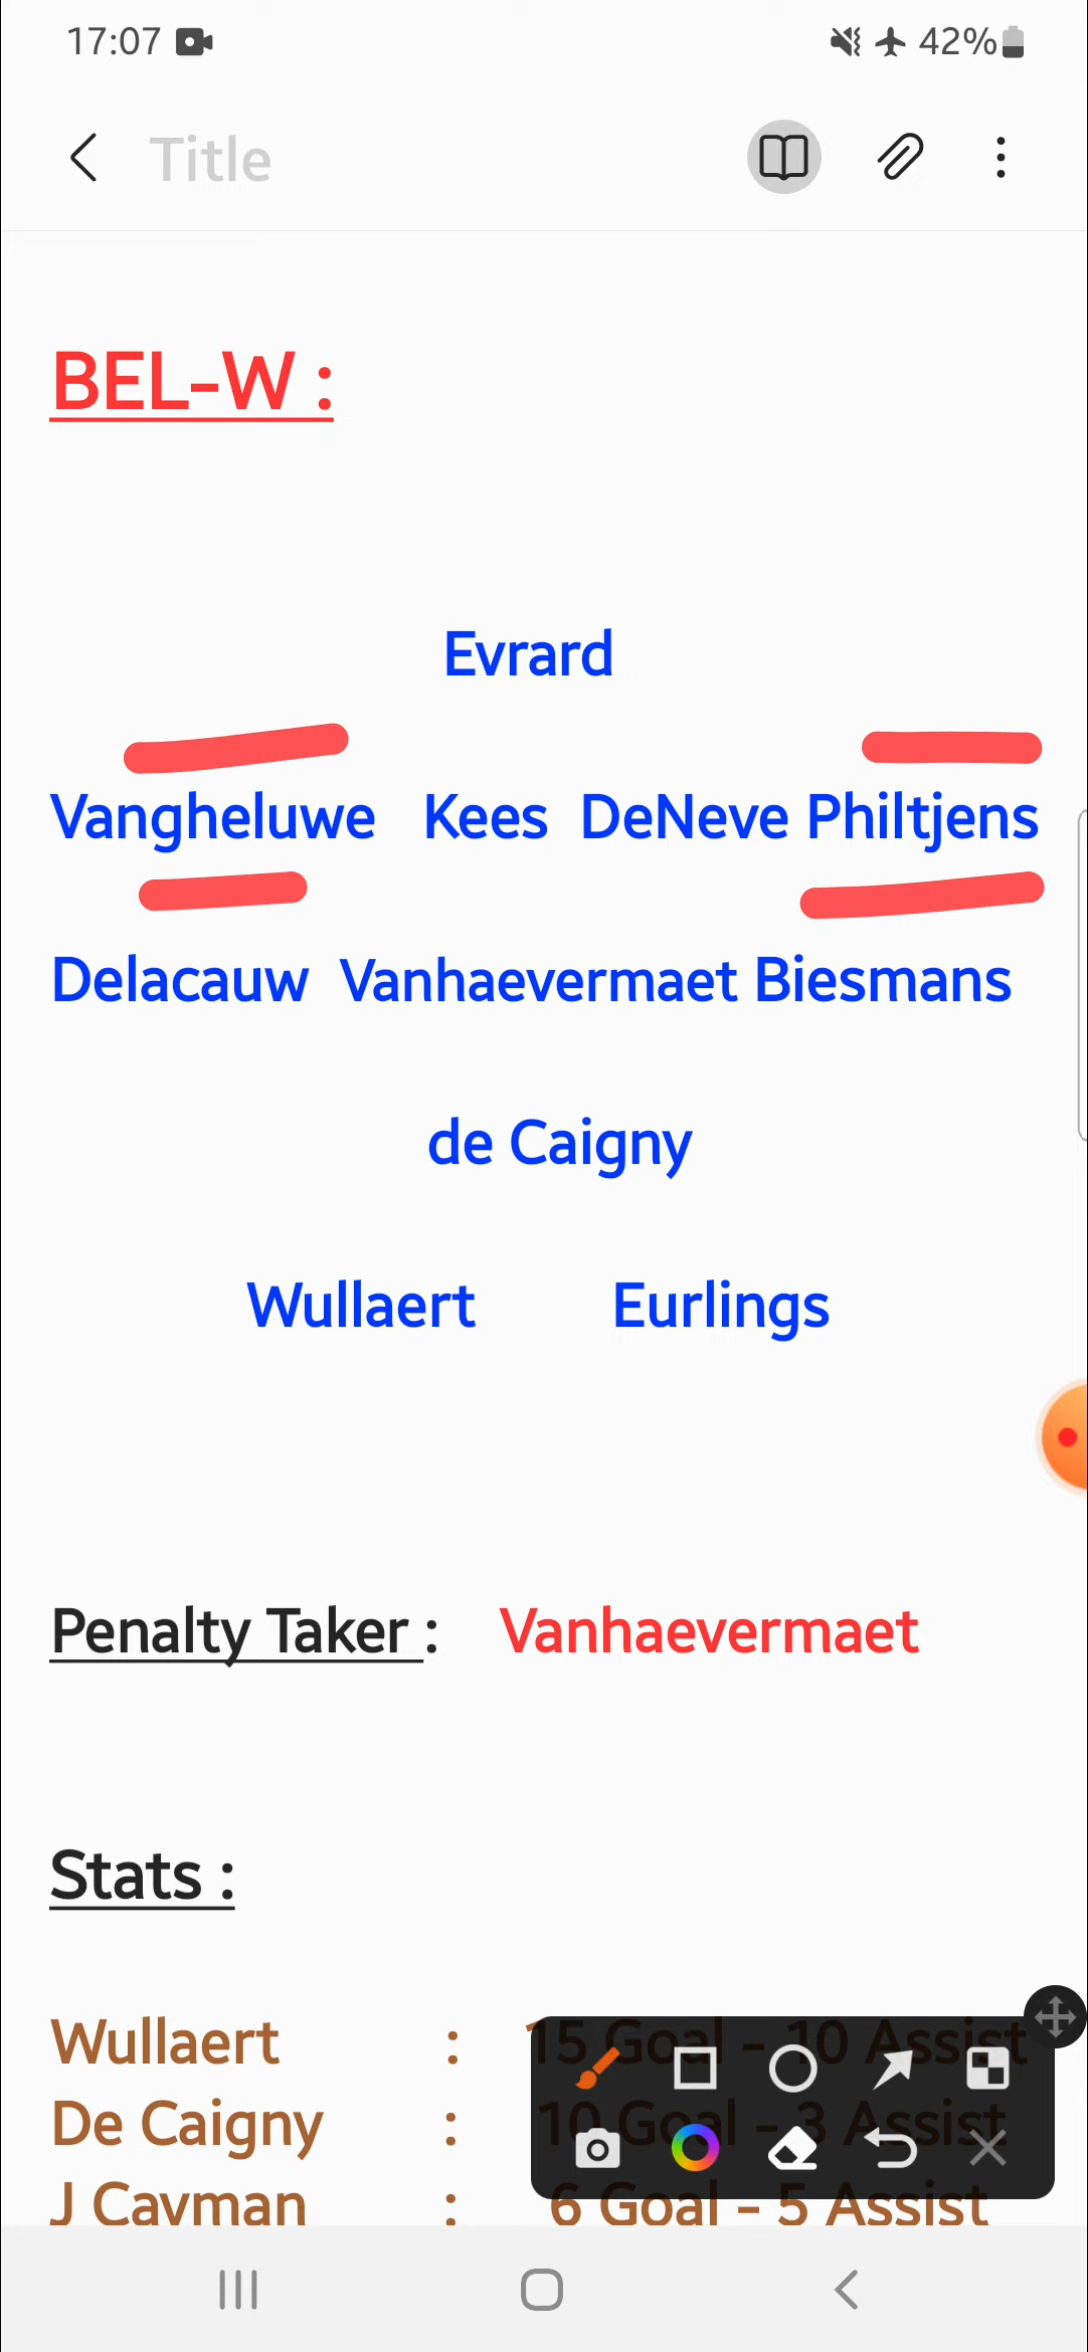 17:07 42%
Title
BEL-W :
Evrard
Vangheluwe Kees DeNeve Philtjens
Delacauw Vanhaevermaet Biesmans
de Caigny
Wullaert Eurlings
Penalty Taker : Vanhaevermaet
Stats :
Wullaert : 15 Goal - 10 Assist
De Caigny : 10 Goal - 3 Assist
J Cayman : 6 Goal - 5 Assist